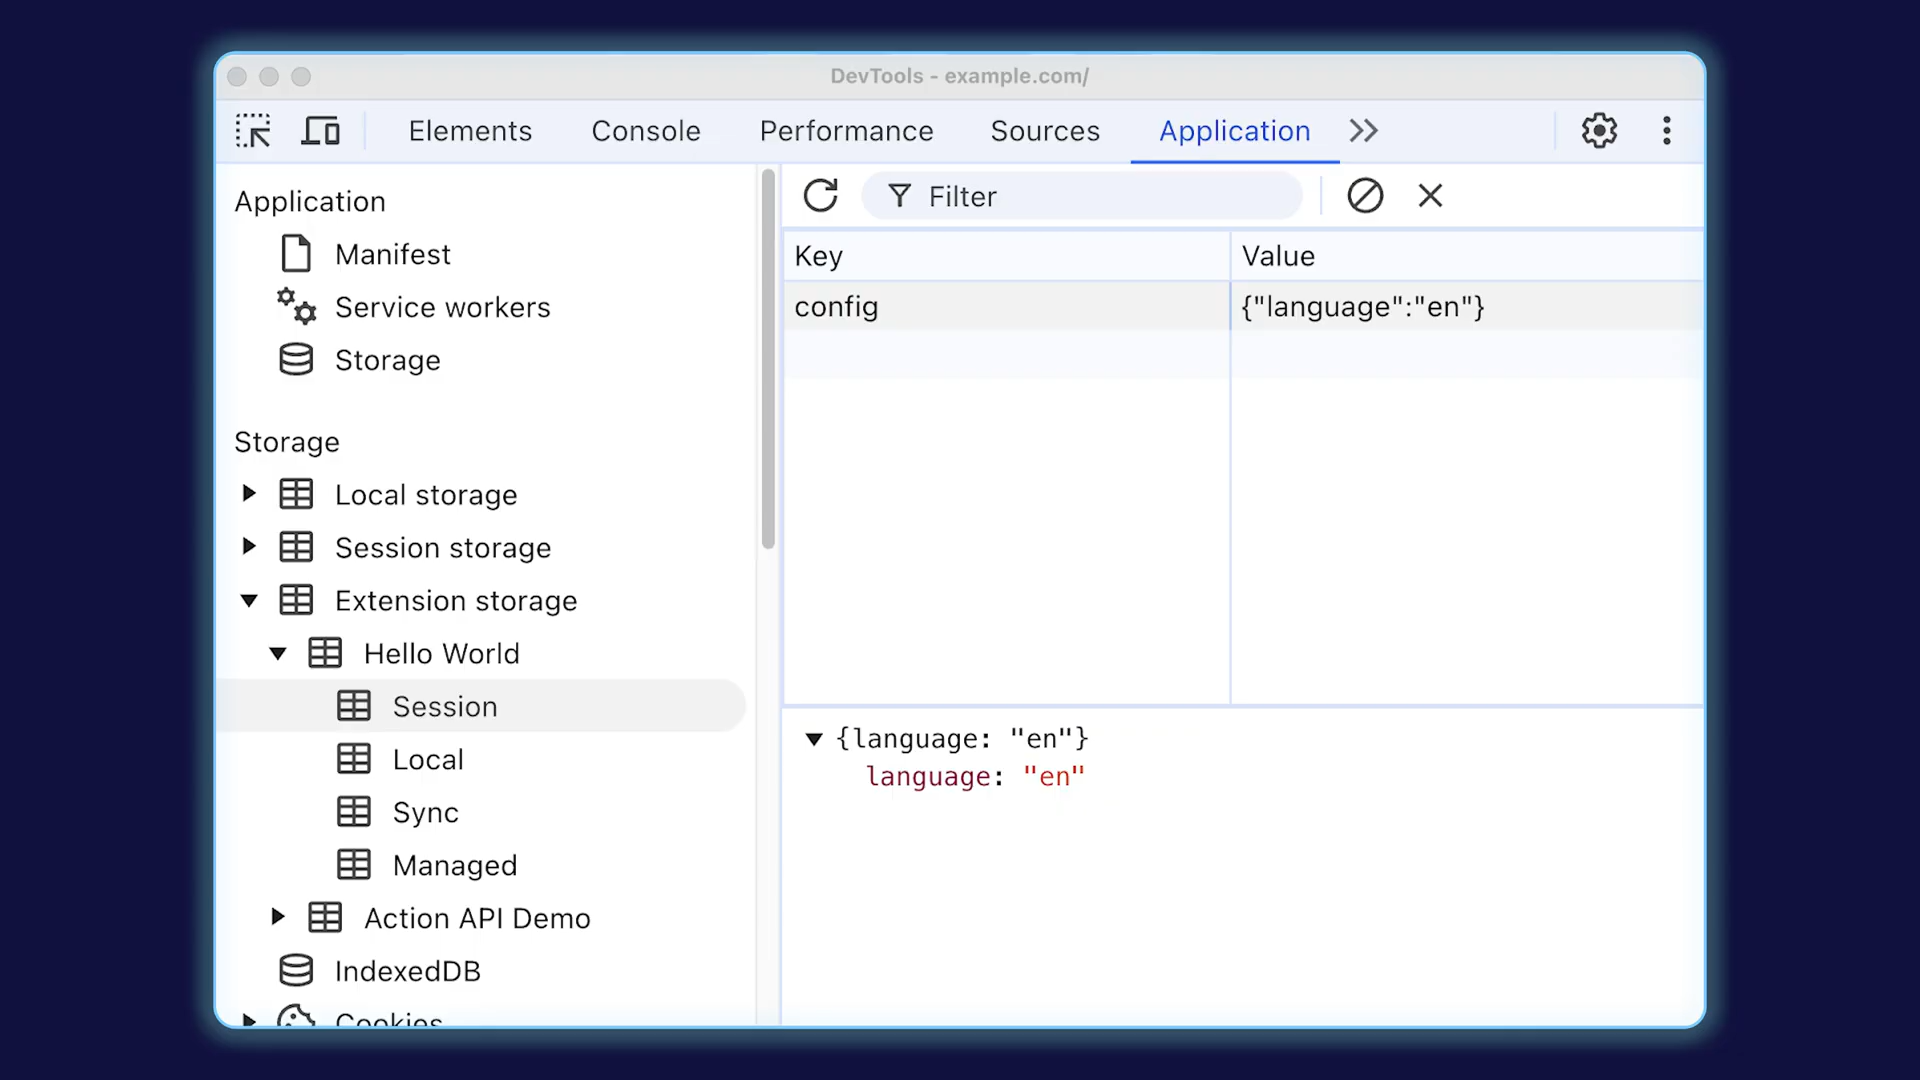 DevTools - example.com/
Elements Console Performance Sources Application
Application
Manifest
Service workers
Storage
Storage
Local storage
Session storage
Extension storage
Hello World
Session
Local
Sync
Managed
Action API Demo
IndexedDB
Cookies
Filter
Key Value
config {"language":"en"}
{language: "en"}
language: "en"